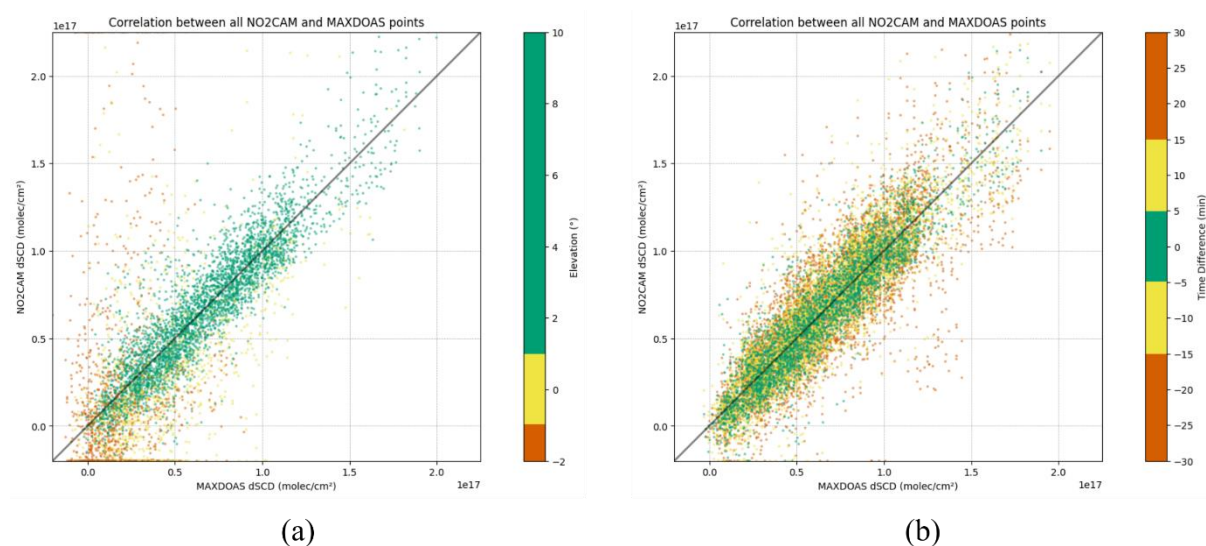 Correlation between all NO2CAM and MAXDOAS points
1e17
2.0
1.5
1.0
0.5
0.0
NO2CAM dSCD (molec/cm²)
0.0 0.5 1.0 1.5 2.0
MAXDOAS dSCD (molec/cm²)
1e17
10
8
6
4
2
0
−2
Elevation (°)
(a)
Correlation between all NO2CAM and MAXDOAS points
1e17
2.0
1.5
1.0
0.5
0.0
NO2CAM dSCD (molec/cm²)
0.0 0.5 1.0 1.5 2.0
MAXDOAS dSCD (molec/cm²)
1e17
30
25
20
15
10
5
0
−5
−10
−15
−20
−25
−30
Time Difference (min)
(b)